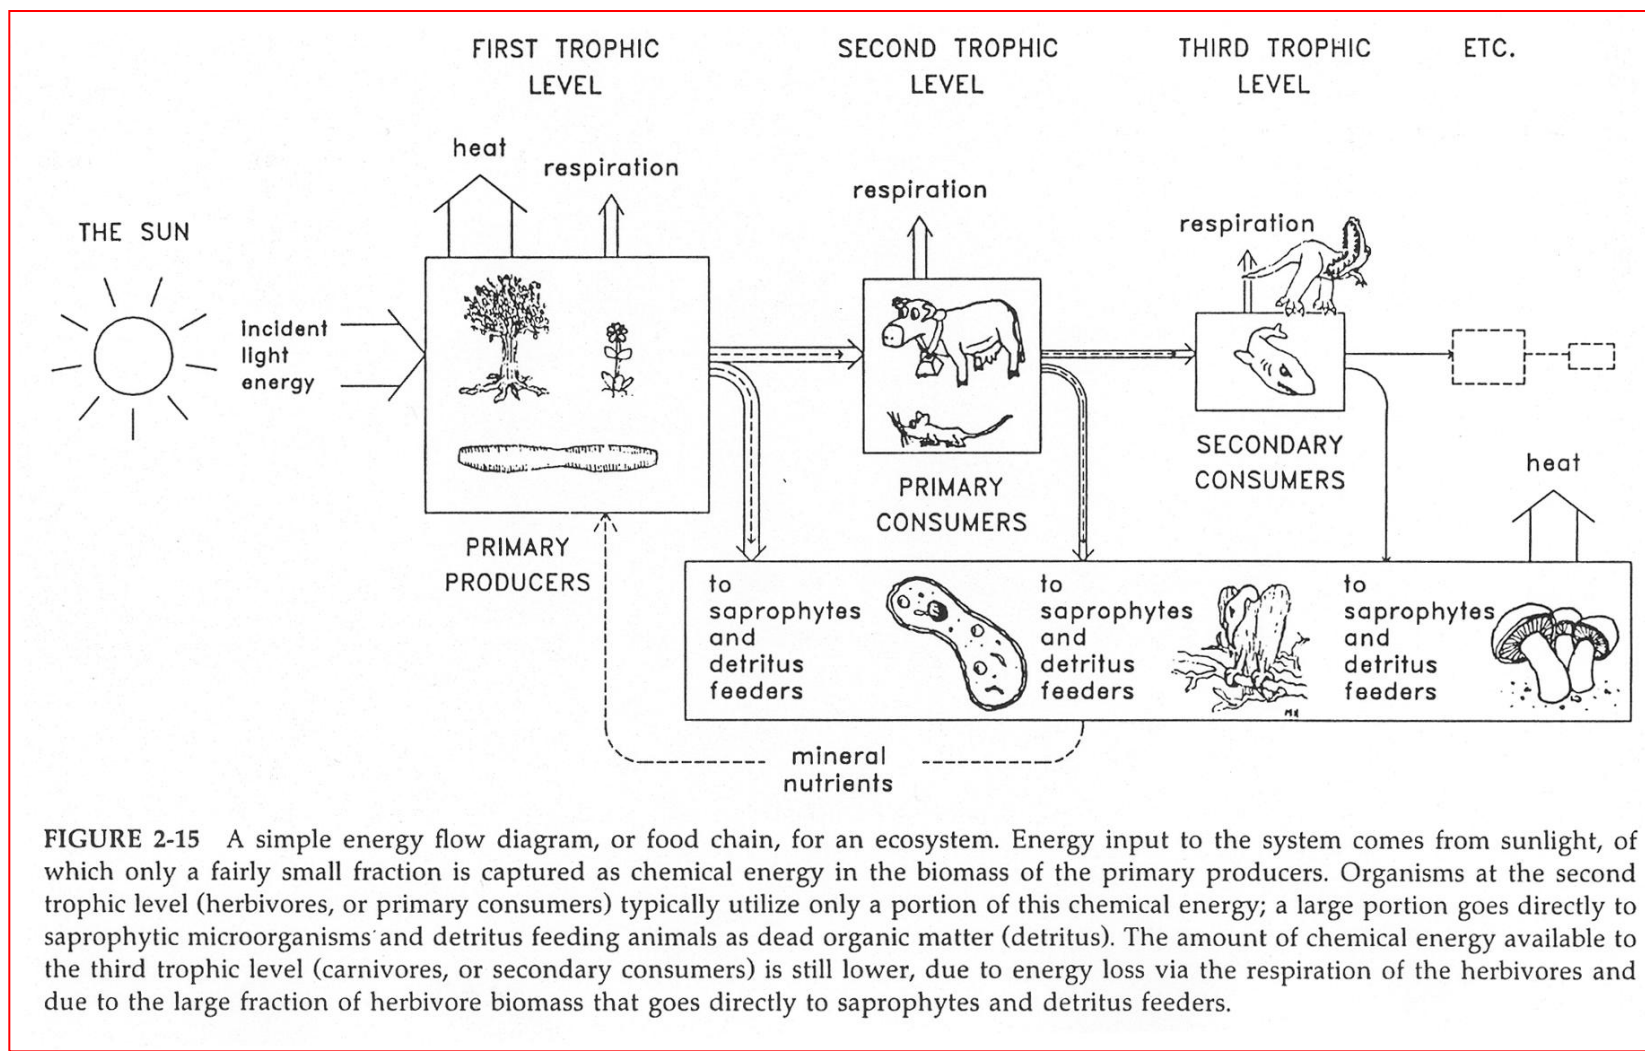 FIRST TROPHIC
LEVEL
SECOND TROPHIC
LEVEL
THIRD TROPHIC
LEVEL
ETC.
heat
respiration
respiration
respiration
THE SUN
incident
light
energy
PRIMARY
PRODUCERS
PRIMARY
CONSUMERS
SECONDARY
CONSUMERS
heat
to
saprophytes
and
detritus
feeders
to
saprophytes
and
detritus
feeders
to
saprophytes
and
detritus
feeders
mineral
nutrients
FIGURE 2-15 A simple energy flow diagram, or food chain, for an ecosystem. Energy input to the system comes from sunlight, of
which only a fairly small fraction is captured as chemical energy in the biomass of the primary producers. Organisms at the second
trophic level (herbivores, or primary consumers) typically utilize only a portion of this chemical energy; a large portion goes directly to
saprophytic microorganisms and detritus feeding animals as dead organic matter (detritus). The amount of chemical energy available to
the third trophic level (carnivores, or secondary consumers) is still lower, due to energy loss via the respiration of the herbivores and
due to the large fraction of herbivore biomass that goes directly to saprophytes and detritus feeders.